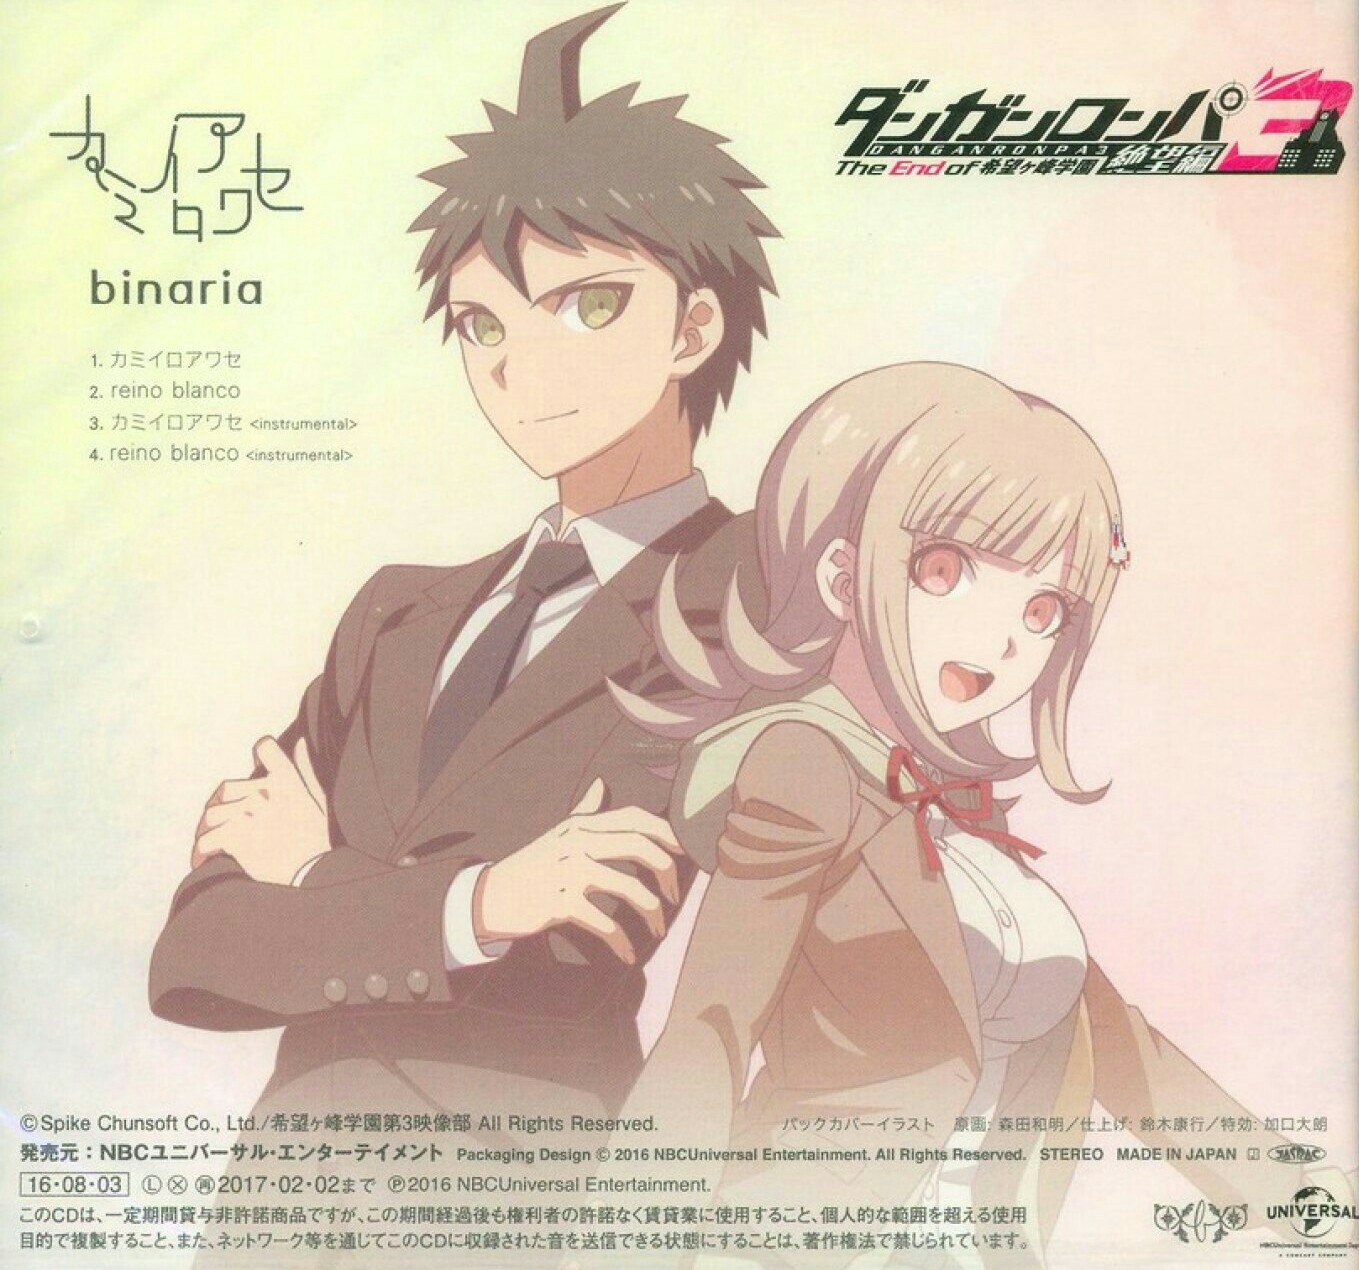 カミイロアワセ
binaria
1. カミイロアワセ
2. reino blanco
3. カミイロアワセ <instrumental>
4. reino blanco <instrumental>
ダンガンロンパ3
DANGANRONPA3
The End of 希望ヶ峰学園 絶望編
©Spike Chunsoft Co., Ltd./希望ヶ峰学園第3映像部 All Rights Reserved.
バックカバーイラスト 原画: 森田和明／仕上げ: 鈴木康行／特効: 加口大朗
発売元：NBCユニバーサル・エンターテイメント Packaging Design © 2016 NBCUniversal Entertainment. All Rights Reserved. STEREO MADE IN JAPAN JASRAC
16・08・03 Ⓛ Ⓧ ㊞2017・02・02まで ℗2016 NBCUniversal Entertainment.
このCDは、一定期間貸与非許諾商品ですが、この期間経過後も権利者の許諾なく賃貸業に使用すること、個人的な範囲を超える使用
目的で複製すること、また、ネットワーク等を通じてこのCDに収録された音を送信できる状態にすることは、著作権法で禁じられています。
UNIVERSAL